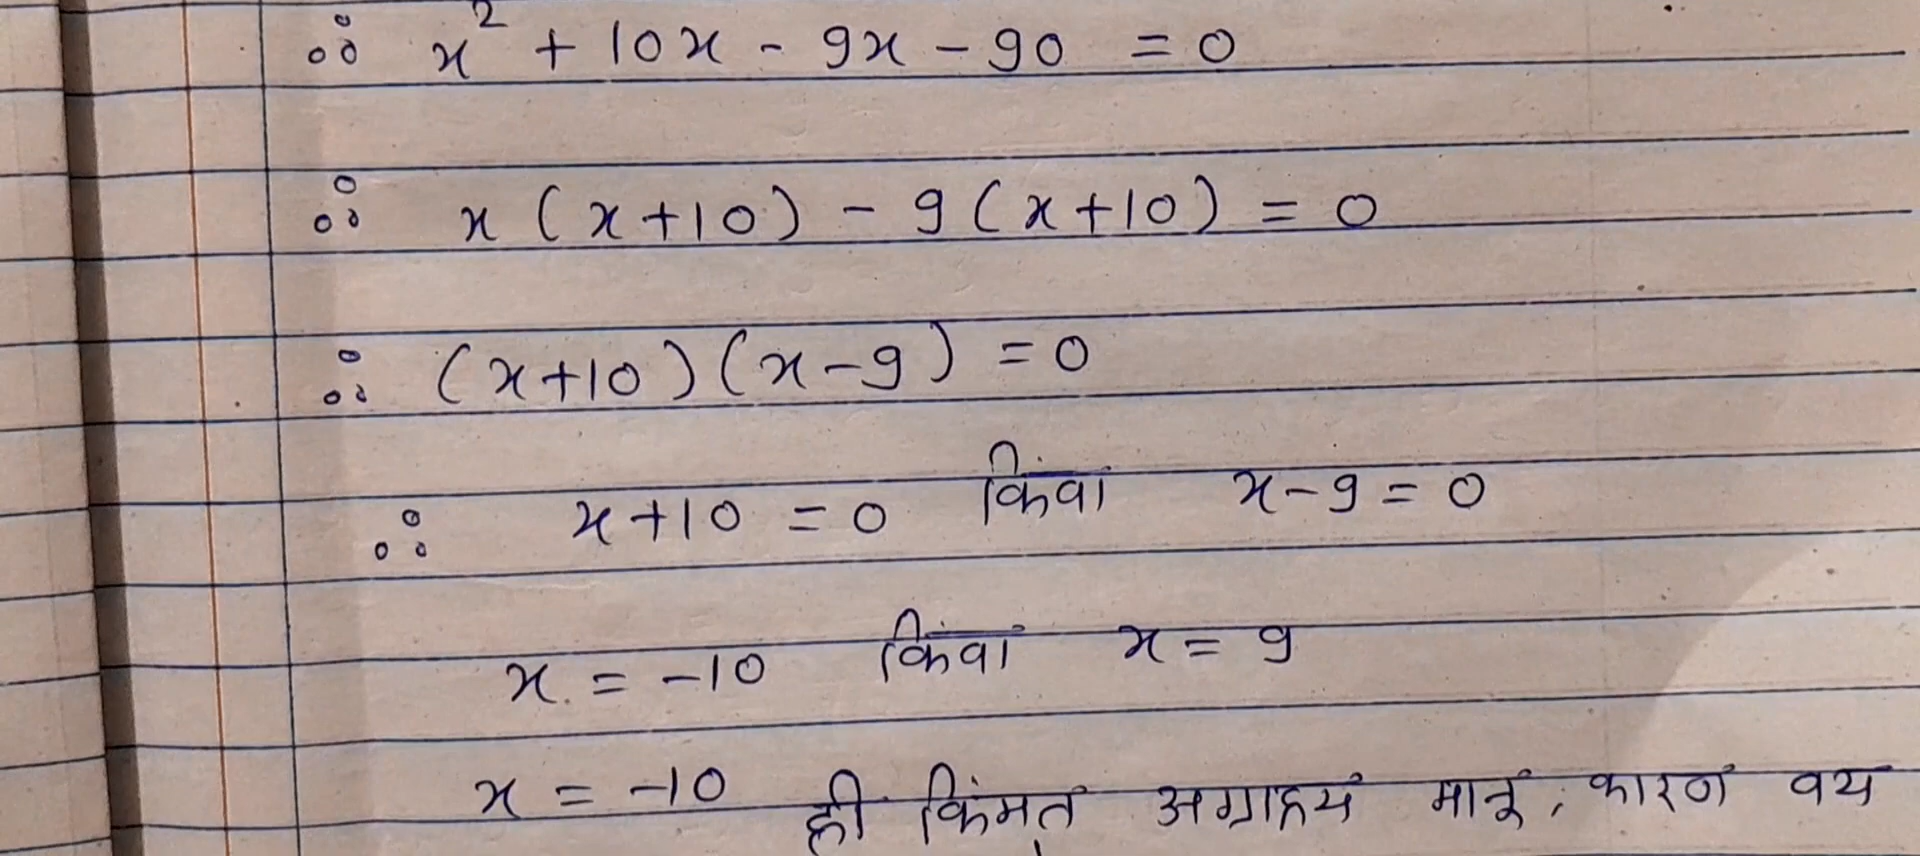 ∴ x² + 10x - 9x - 90 = 0
∴ x (x+10) - 9 (x+10) = 0
∴ (x+10) (x-9) = 0
∴ x+10 = 0 किंवा x-9 = 0
x = -10 किंवा x = 9
x = -10 ही किंमत अग्राह्य मानू, कारण वय